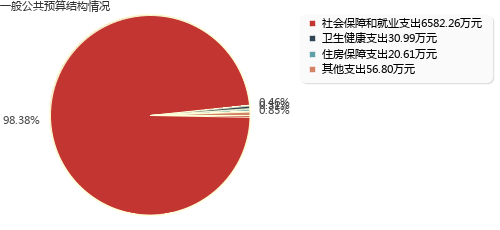 一般公共预算结构情况
社会保障和就业支出6582.26万元
卫生健康支出30.99万元
住房保障支出20.61万元
其他支出56.80万元
98.38%
0.46%
0.85%